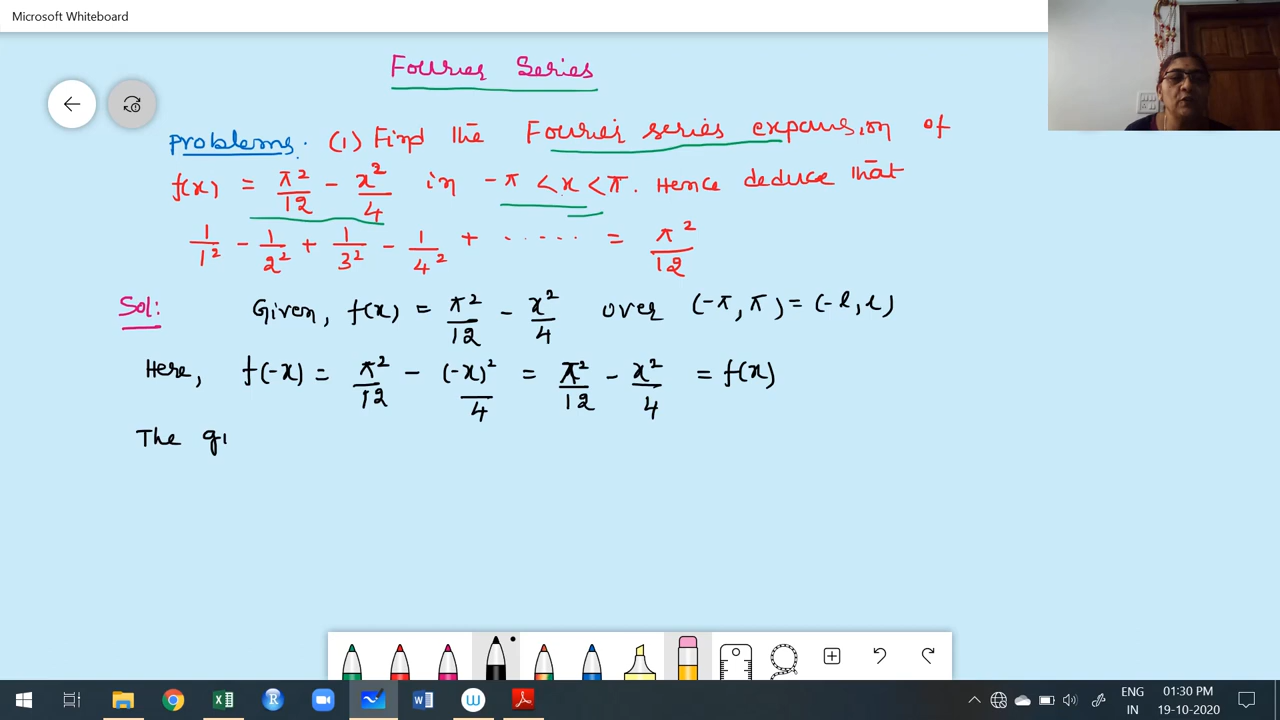 Microsoft Whiteboard
Fourier Series
Problems. (1) Find the Fourier series expansion of
f(x) = π²/12 - x²/4 in -π < x < π. Hence deduce that
1/1² - 1/2² + 1/3² - 1/4² + ...... = π²/12
Sol: Given, f(x) = π²/12 - x²/4 over (-π, π) = (-l, l)
Here, f(-x) = π²/12 - (-x)²/4 = π²/12 - x²/4 = f(x)
The gi
ENG
IN
01:30 PM
19-10-2020